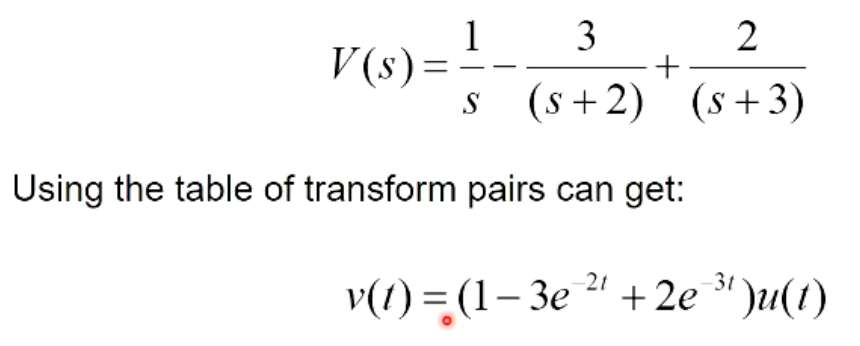 V(s) = 1/s − 3/(s+2) + 2/(s+3)
Using the table of transform pairs can get:
v(t) = (1 − 3e⁻²ᵗ + 2e⁻³ᵗ)u(t)